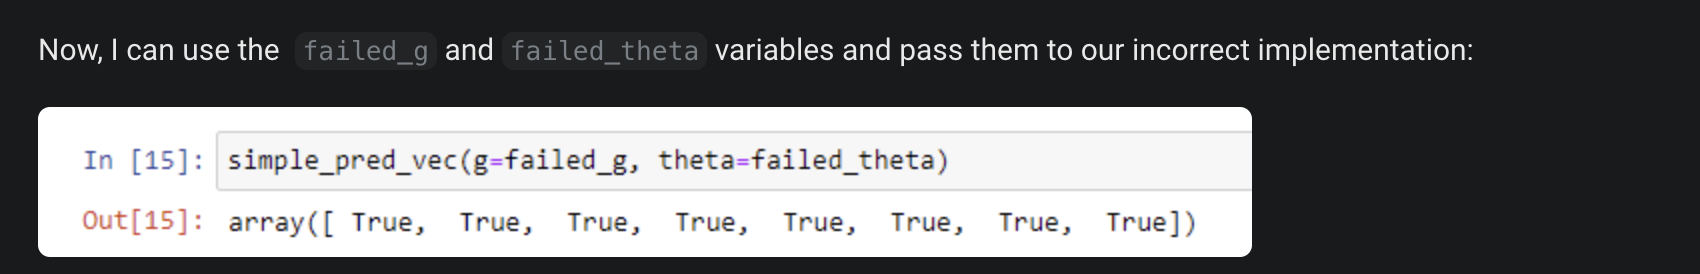 Now, I can use the failed_g and failed_theta variables and pass them to our incorrect implementation:
In [15]: simple_pred_vec(g=failed_g, theta=failed_theta)
Out[15]: array([ True,  True,  True,  True,  True,  True,  True,  True])